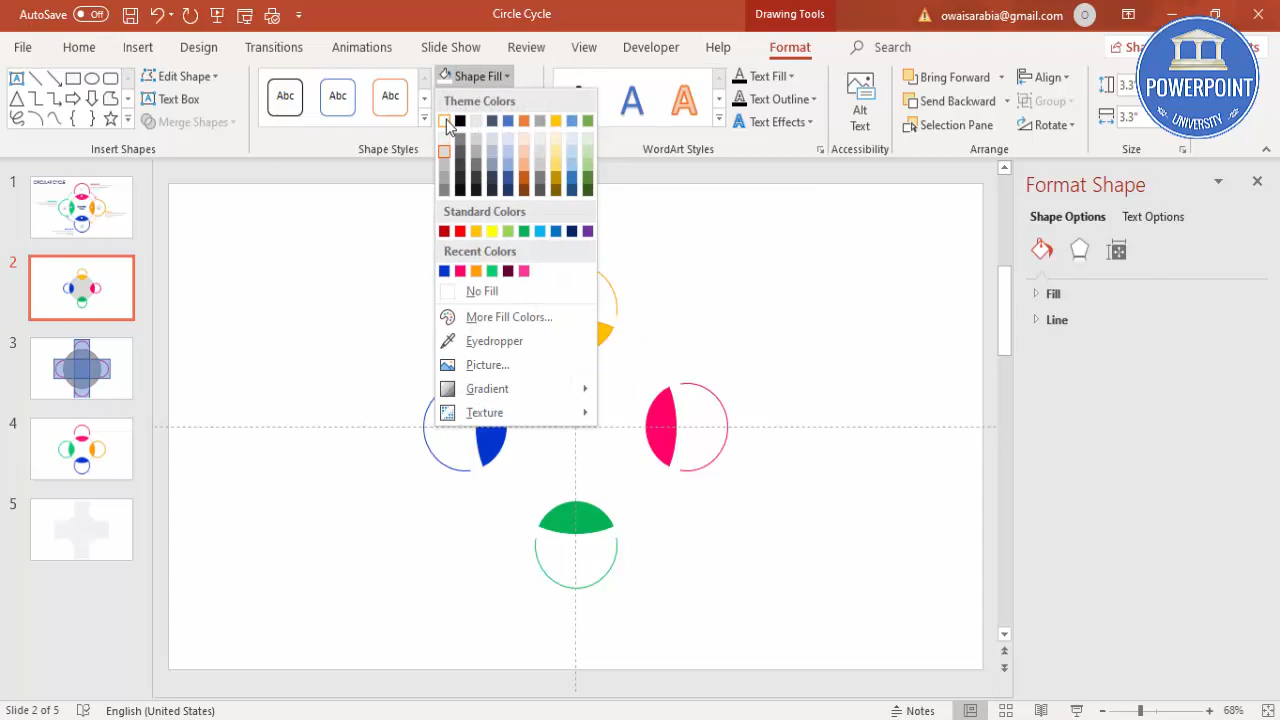 AutoSave Off
Circle Cycle
Drawing Tools
owaisarabia@gmail.com
O
File Home Insert Design Transitions Animations Slide Show Review View Developer Help Format Search
Edit Shape
Text Box
Merge Shapes
Insert Shapes
Abc Abc Abc
Shape Styles
Shape Fill
Theme Colors
Standard Colors
Recent Colors
No Fill
More Fill Colors...
Eyedropper
Picture...
Gradient
Texture
A A
WordArt Styles
A Text Fill
A Text Outline
A Text Effects
Alt
Text
Accessibility
Bring Forward
Send Backward
Selection Pane
Align
Group
Rotate
Arrange
3.3"
3.3"
Size
POWERPOINT
UNIVERSITY
1
CIRCULAR CYCLE
2
3
4
5
Format Shape
Shape Options Text Options
Fill
Line
Slide 2 of 5
English (United States)
Notes
68%